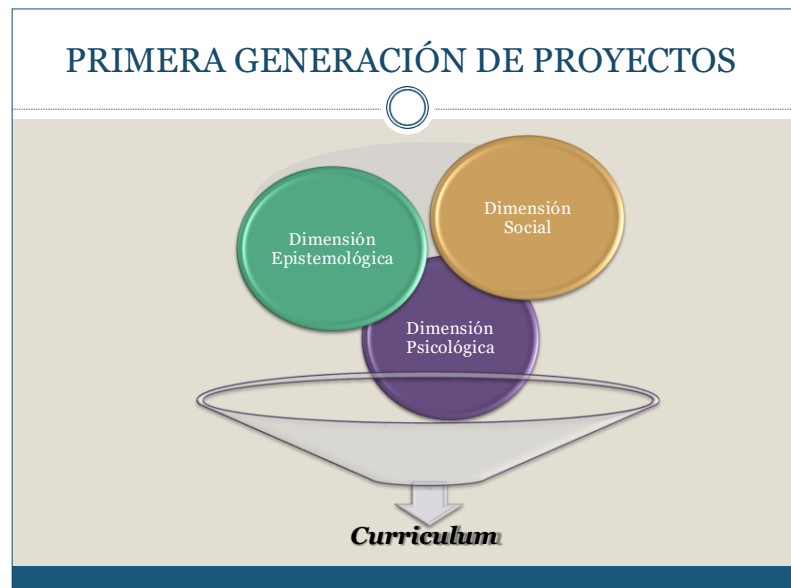 PRIMERA GENERACIÓN DE PROYECTOS
Dimensión
Social
Dimensión
Epistemológica
Dimensión
Psicológica
Curriculum